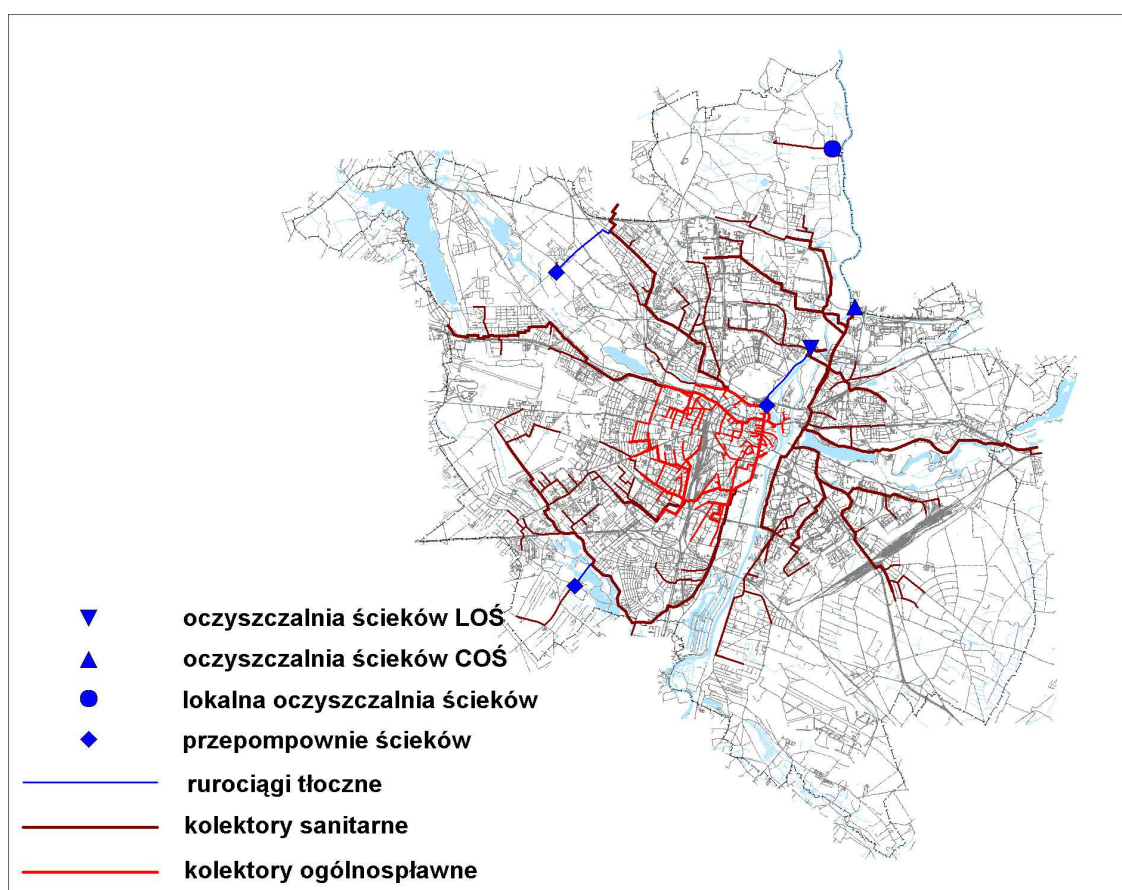 oczyszczalnia ścieków LOŚ
oczyszczalnia ścieków COŚ
lokalna oczyszczalnia ścieków
przepompownie ścieków
rurociągi tłoczne
kolektory sanitarne
kolektory ogólnospławne